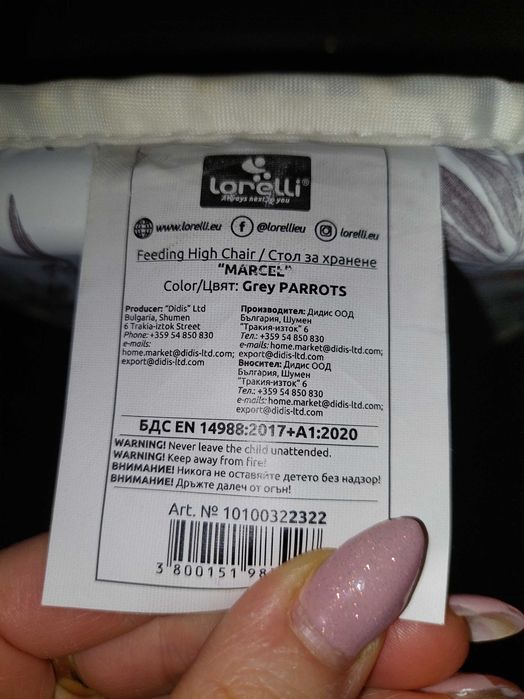 lorelli®
Always next to you
www.lorelli.eu @lorellieu lorelli.eu
Feeding High Chair / Стол за хранене
"MARCEL"
Color/Цвят: Grey PARROTS
Producer: "Didis" Ltd
Bulgaria, Shumen
6 Trakia-iztok Street
Phone: +359 54 850 830
e-mails:
home.market@didis-ltd.com;
export@didis-ltd.com
Производител: Дидис ООД
България, Шумен
"Тракия-изток" 6
Тел.: +359 54 850 830
e-mails: home.market@didis-ltd.com;
export@didis-ltd.com
Вносител: Дидис ООД
България, Шумен
"Тракия-изток" 6
Тел.: +359 54 850 830
e-mails: home.market@didis-ltd.com;
export@didis-ltd.com
БДС EN 14988:2017+A1:2020
WARNING! Never leave the child unattended.
WARNING! Keep away from fire!
ВНИМАНИЕ! Никога не оставяйте детето без надзор!
ВНИМАНИЕ! Дръжте далеч от огън!
Art. № 10100322322
3 800151 98